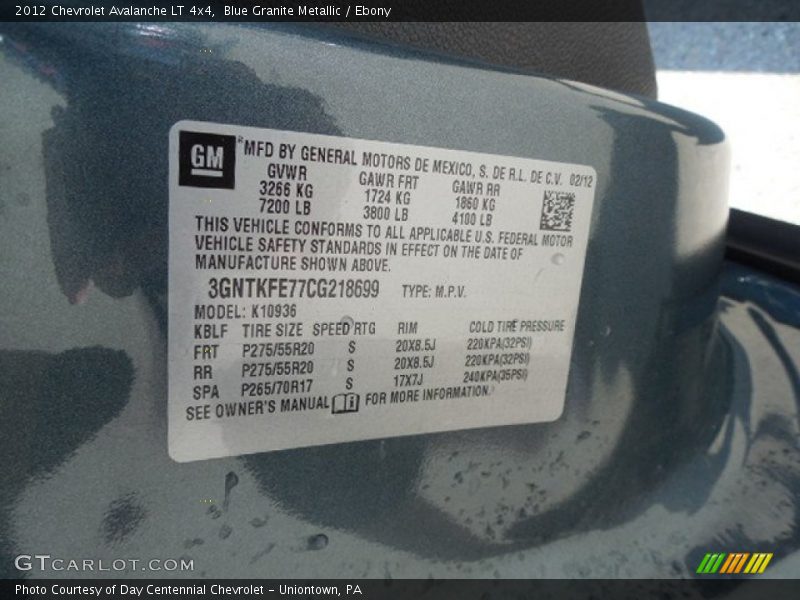 2012 Chevrolet Avalanche LT 4x4, Blue Granite Metallic / Ebony
GM
MFD BY GENERAL MOTORS DE MEXICO, S. DE R.L. DE C.V. 02/12
GVWR GAWR FRT GAWR RR
3266 KG 1724 KG 1860 KG
7200 LB 3800 LB 4100 LB
THIS VEHICLE CONFORMS TO ALL APPLICABLE U.S. FEDERAL MOTOR
VEHICLE SAFETY STANDARDS IN EFFECT ON THE DATE OF
MANUFACTURE SHOWN ABOVE.
3GNTKFE77CG218699 TYPE: M.P.V.
MODEL: K10936
KBLF TIRE SIZE SPEED RTG RIM COLD TIRE PRESSURE
FRT P275/55R20 S 20X8.5J 220KPA(32PSI)
RR P275/55R20 S 20X8.5J 220KPA(32PSI)
SPA P265/70R17 S 17X7J 240KPA(35PSI)
SEE OWNER'S MANUAL FOR MORE INFORMATION.
GTCARLOT.COM
Photo Courtesy of Day Centennial Chevrolet - Uniontown, PA